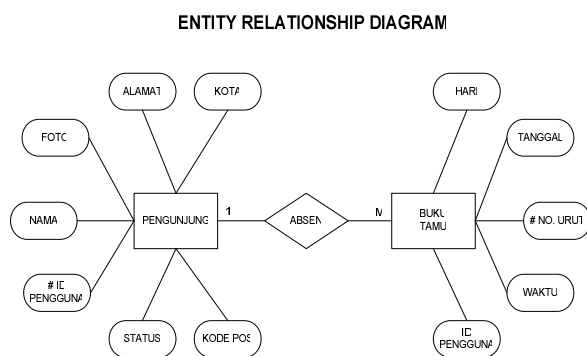 ENTITY RELATIONSHIP DIAGRAM
ALAMAT
KOTA
HARI
FOTO
TANGGAL
NAMA
PENGUNJUNG
1
ABSEN
M
BUKU
TAMU
# NO. URUT
# ID
PENGGUNA
WAKTU
STATUS
KODE POS
ID
PENGGUNA